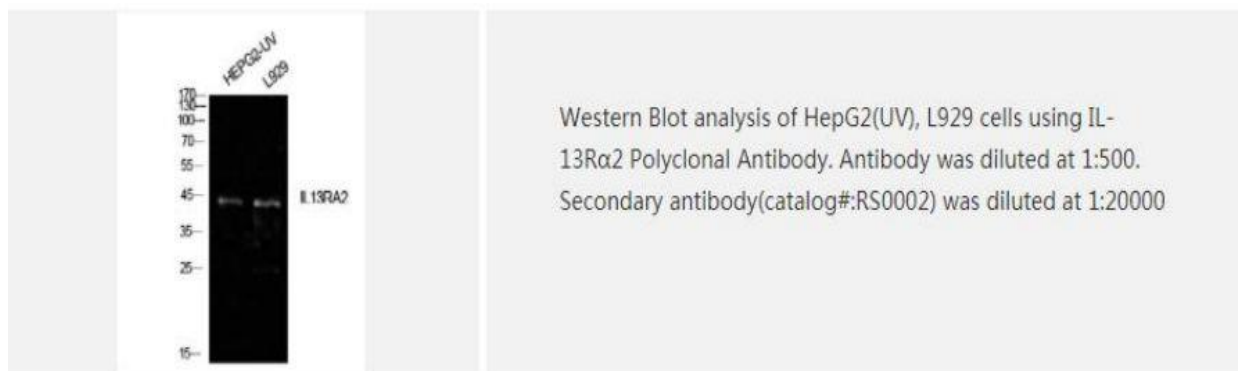 HEPG2-UV
L929
170
130
100
70
55
45
IL13RA2
35
25
15
Western Blot analysis of HepG2(UV), L929 cells using IL-
13Rα2 Polyclonal Antibody. Antibody was diluted at 1:500.
Secondary antibody(catalog#:RS0002) was diluted at 1:20000